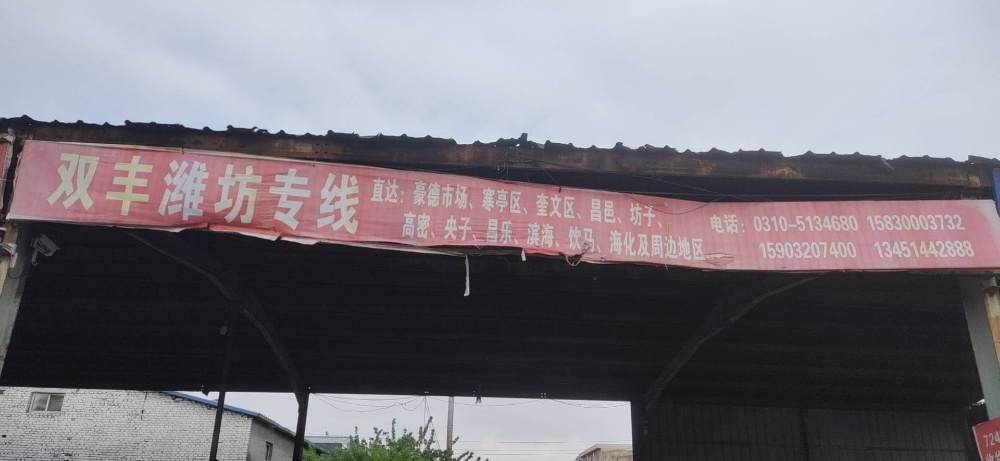 双丰潍坊专线
直达：豪德市场、寒亭区、奎文区、昌邑、坊子、
高密、央子、昌乐、滨海、饮马、海化及周边地区
电话：0310-5134680 15830003732
15903207400 13451442888
724